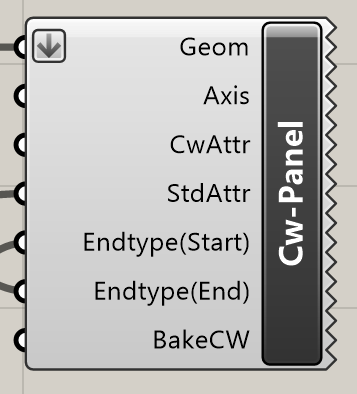 Geom
Axis
CwAttr
StdAttr
Endtype(Start)
Endtype(End)
BakeCW
Cw-Panel